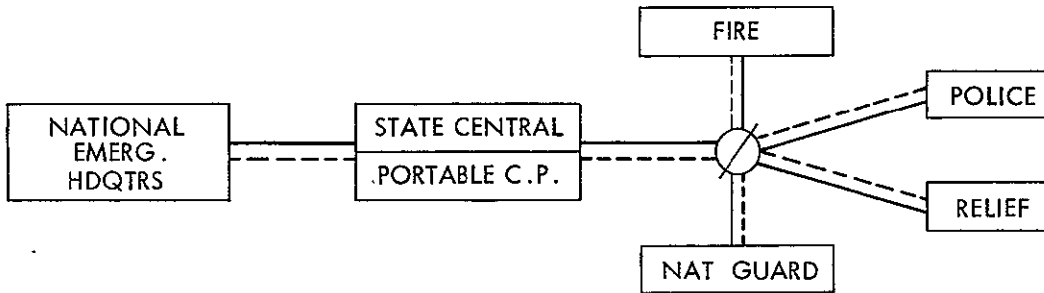 FIRE
POLICE
NATIONAL
EMERG.
HDQTRS
STATE CENTRAL
PORTABLE C.P.
RELIEF
NAT GUARD